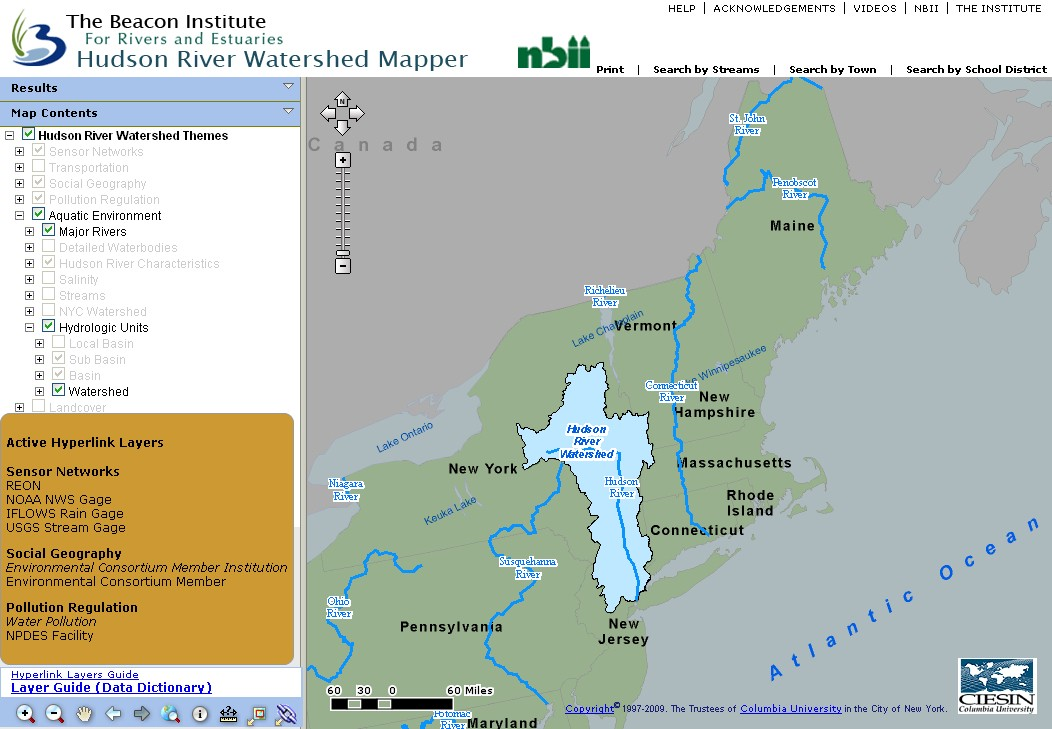 HELP | ACKNOWLEDGEMENTS | VIDEOS | NBII | THE INSTITUTE
The Beacon Institute
For Rivers and Estuaries
Hudson River Watershed Mapper
nbii
Print | Search by Streams | Search by Town | Search by School District
Results
Map Contents
Hudson River Watershed Themes
Sensor Networks
Transportation
Social Geography
Pollution Regulation
Aquatic Environment
Major Rivers
Detailed Waterbodies
Hudson River Characteristics
Salinity
Streams
NYC Watershed
Hydrologic Units
Local Basin
Sub Basin
Basin
Watershed
Landcover
Active Hyperlink Layers
Sensor Networks
REON
NOAA NWS Gage
IFLOWS Rain Gage
USGS Stream Gage
Social Geography
Environmental Consortium Member Institution
Environmental Consortium Member
Pollution Regulation
Water Pollution
NPDES Facility
Hyperlink Layers Guide
Layer Guide (Data Dictionary)
N
Canada
St. John
River
Penobscot
River
Maine
Richelieu
River
Lake Champlain
Vermont
Winnipesaukee
Connecticut
River
New
Hampshire
Lake Ontario
Hudson
River
Watershed
New York
Massachusetts
Niagara
River
Keuka Lake
Hudson
River
Rhode
Island
Connecticut
Susquehanna
River
Atlantic Ocean
Ohio
River
Pennsylvania
New
Jersey
60 30 0 60 Miles
Potomac
River
Maryland
Copyright © 1997-2009. The Trustees of Columbia University in the City of New York.
CIESIN
Columbia University